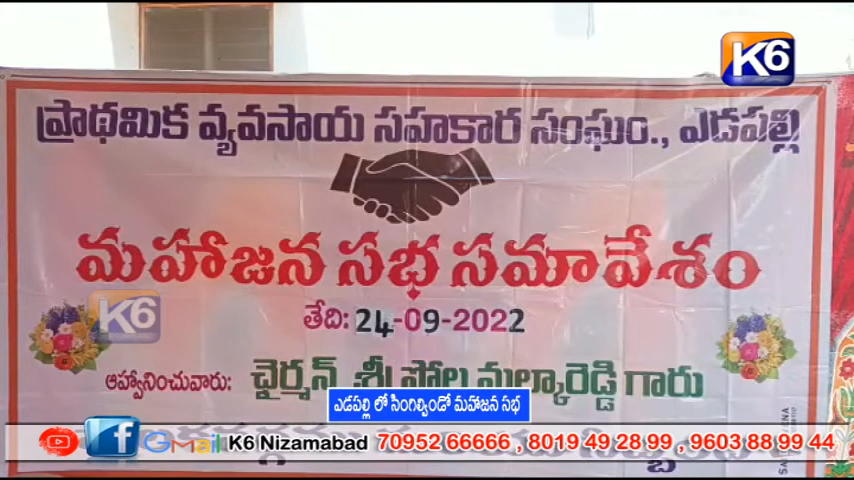 K6
ప్రాథమిక వ్యవసాయ సహకార సంఘం., ఎడపల్లి
మహాజన సభ సమావేశం
తేది: 24-09-2022
K6
ఆహ్వానించువారు: ఛైర్మన్ శ్రీ పోల మల్కారెడ్డి గారు
ఎడపల్లి లో సింగిల్విండో మహాజన సభ
f GMail K6 Nizamabad 70952 66666 , 8019 49 28 99 , 9603 88 99 44